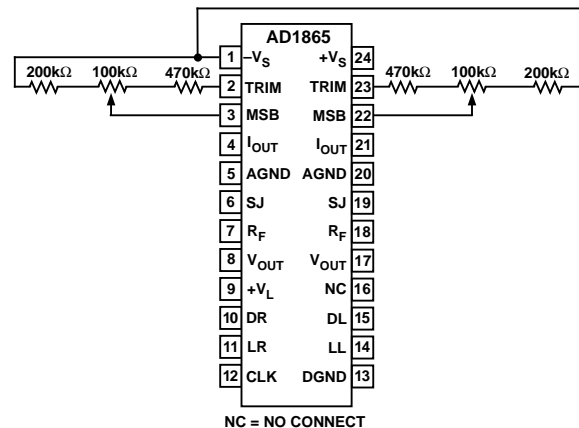 AD1865
1 –VS +VS 24
200kΩ 100kΩ 470kΩ 2 TRIM TRIM 23 470kΩ 100kΩ 200kΩ
3 MSB MSB 22
4 IOUT IOUT 21
5 AGND AGND 20
6 SJ SJ 19
7 RF RF 18
8 VOUT VOUT 17
9 +VL NC 16
10 DR DL 15
11 LR LL 14
12 CLK DGND 13
NC = NO CONNECT